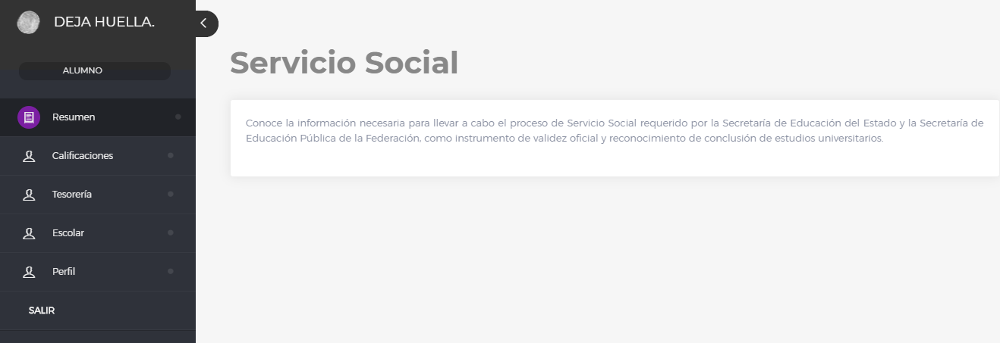 DEJA HUELLA.
ALUMNO
Resumen
Calificaciones
Tesorería
Escolar
Perfil
SALIR
Servicio Social
Conoce la información necesaria para llevar a cabo el proceso de Servicio Social requerido por la Secretaría de Educación del Estado y la Secretaría de
Educación Pública de la Federación, como instrumento de validez oficial y reconocimiento de conclusión de estudios universitarios.